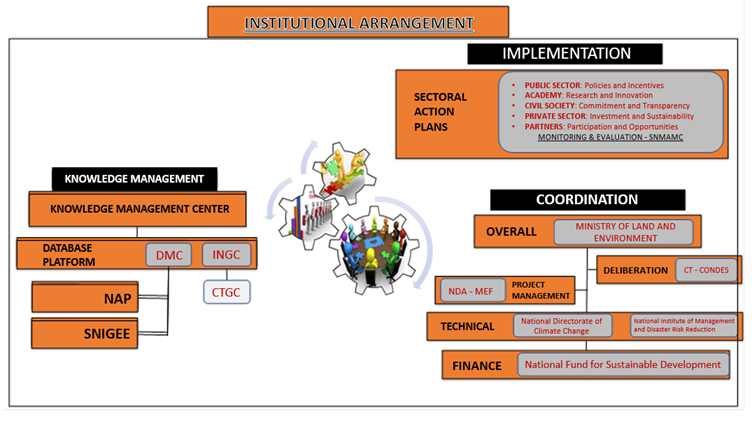 INSTITUTIONAL ARRANGEMENT
IMPLEMENTATION
SECTORAL
ACTION
PLANS
• PUBLIC SECTOR: Policies and Incentives
• ACADEMY: Research and Innovation
• CIVIL SOCIETY: Commitment and Transparency
• PRIVATE SECTOR: Investment and Sustainability
• PARTNERS: Participation and Opportunities
MONITORING & EVALUATION - SNMAMC
KNOWLEDGE MANAGEMENT
KNOWLEDGE MANAGEMENT CENTER
DATABASE
PLATFORM
DMC
INGC
CTGC
NAP
SNIGEE
COORDINATION
OVERALL
MINISTRY OF LAND AND
ENVIRONMENT
DELIBERATION
CT - CONDES
NDA - MEF
PROJECT
MANAGEMENT
TECHNICAL
National Directorate of
Climate Change
National Institute of Management
and Disaster Risk Reduction
FINANCE
National Fund for Sustainable Development